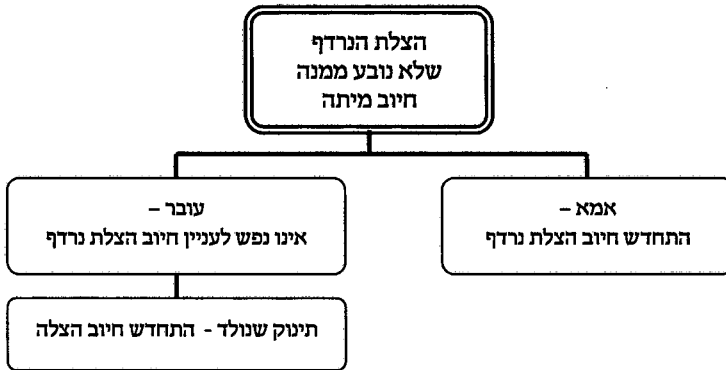 הצלת הנרדף
שלא נובע ממנה
חיוב מיתה
אמא –
התחדש חיוב הצלת נרדף
עובר –
אינו נפש לעניין חיוב הצלת נרדף
תינוק שנולד - התחדש חיוב הצלה